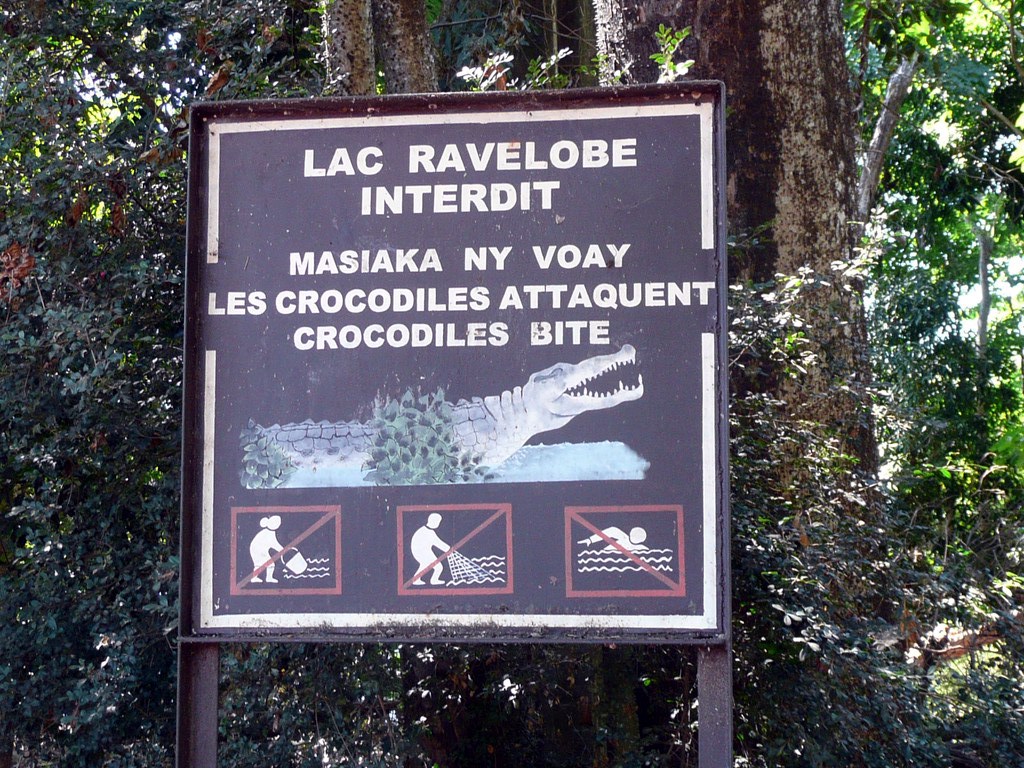 LAC RAVELOBE
INTERDIT
MASIAKA NY VOAY
LES CROCODILES ATTAQUENT
CROCODILES BITE